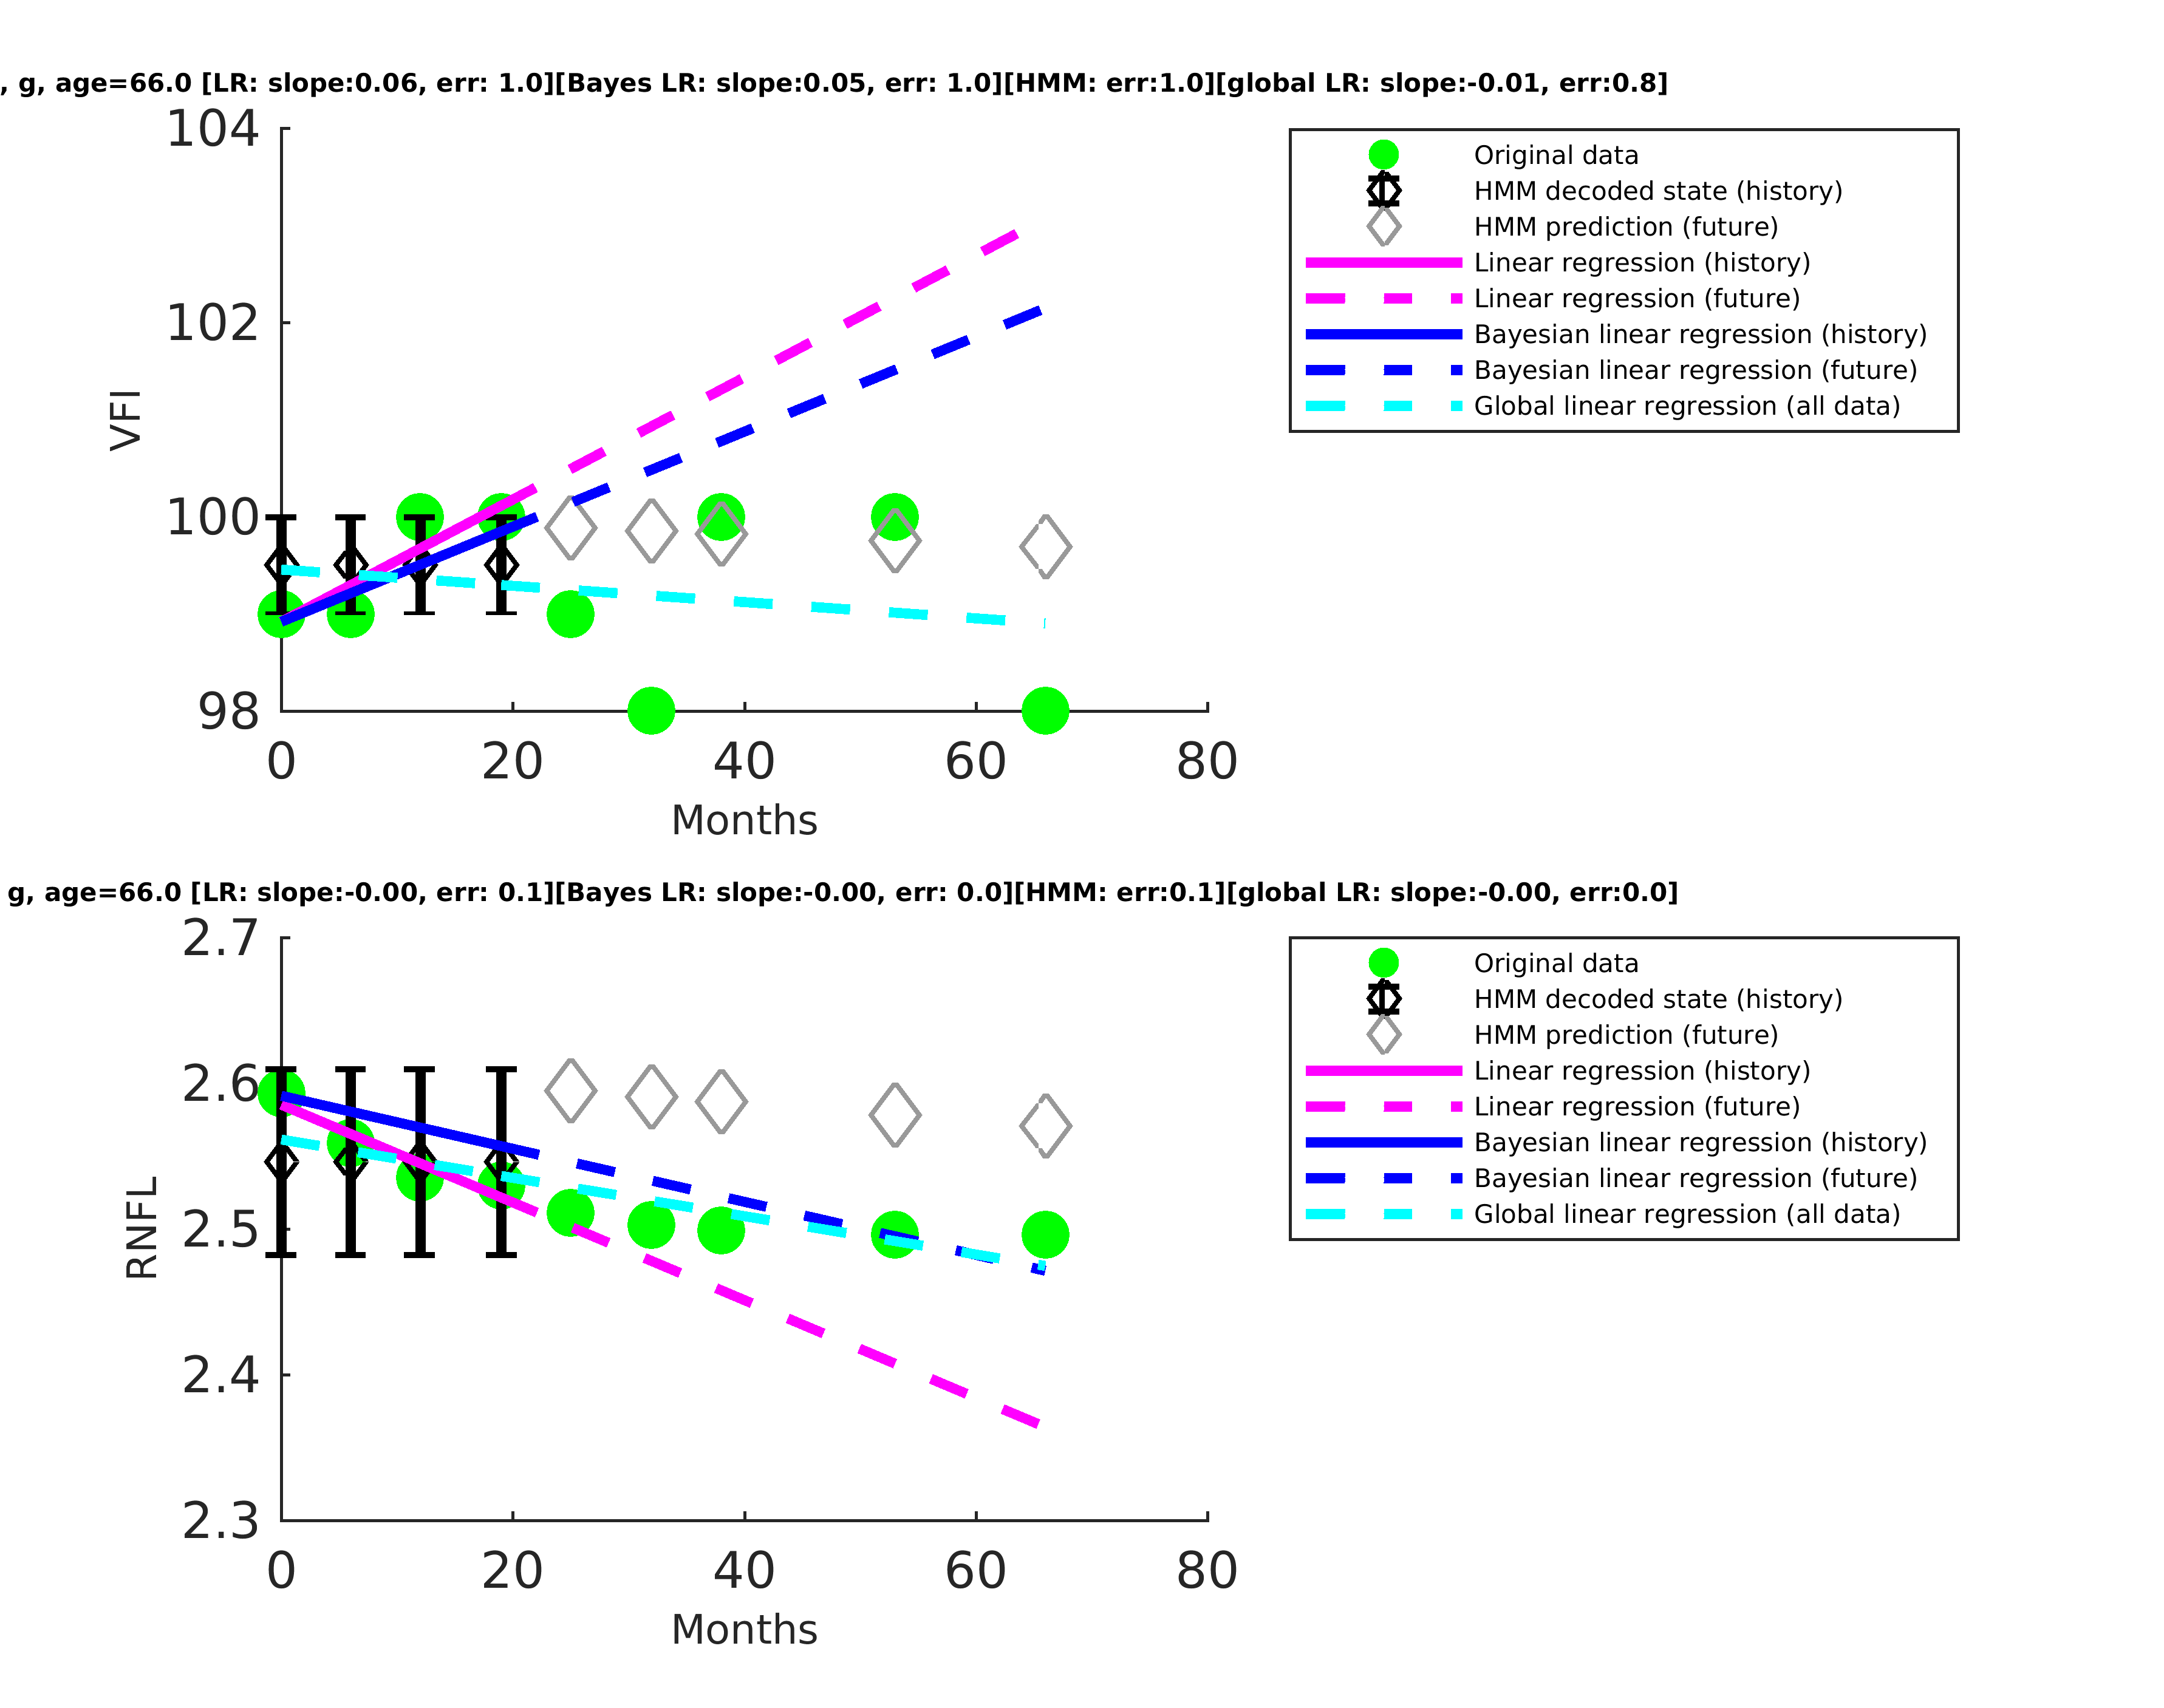 , g, age=66.0 [LR: slope:0.06, err: 1.0][Bayes LR: slope:0.05, err: 1.0][HMM: err:1.0][global LR: slope:-0.01, err:0.8]
104
102
100
98
VFI
0 20 40 60 80
Months
Original data
HMM decoded state (history)
HMM prediction (future)
Linear regression (history)
Linear regression (future)
Bayesian linear regression (history)
Bayesian linear regression (future)
Global linear regression (all data)
g, age=66.0 [LR: slope:-0.00, err: 0.1][Bayes LR: slope:-0.00, err: 0.0][HMM: err:0.1][global LR: slope:-0.00, err:0.0]
2.7
2.6
2.5
2.4
2.3
RNFL
0 20 40 60 80
Months
Original data
HMM decoded state (history)
HMM prediction (future)
Linear regression (history)
Linear regression (future)
Bayesian linear regression (history)
Bayesian linear regression (future)
Global linear regression (all data)